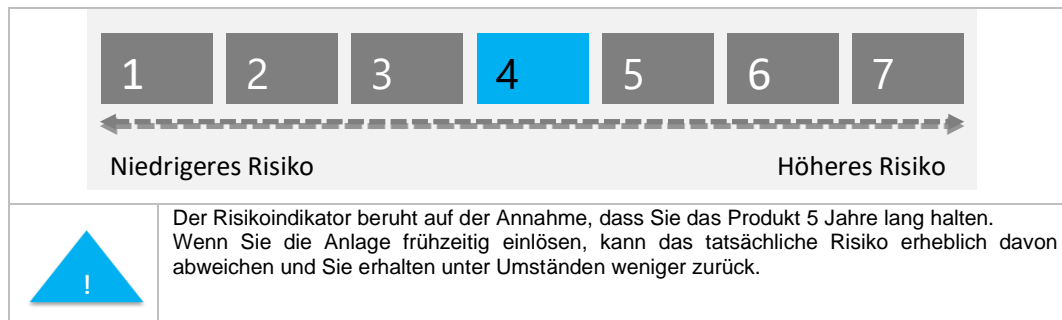 1 2 3 4 5 6 7
Niedrigeres Risiko Höheres Risiko
Der Risikoindikator beruht auf der Annahme, dass Sie das Produkt 5 Jahre lang halten.
Wenn Sie die Anlage frühzeitig einlösen, kann das tatsächliche Risiko erheblich davon
abweichen und Sie erhalten unter Umständen weniger zurück.
!